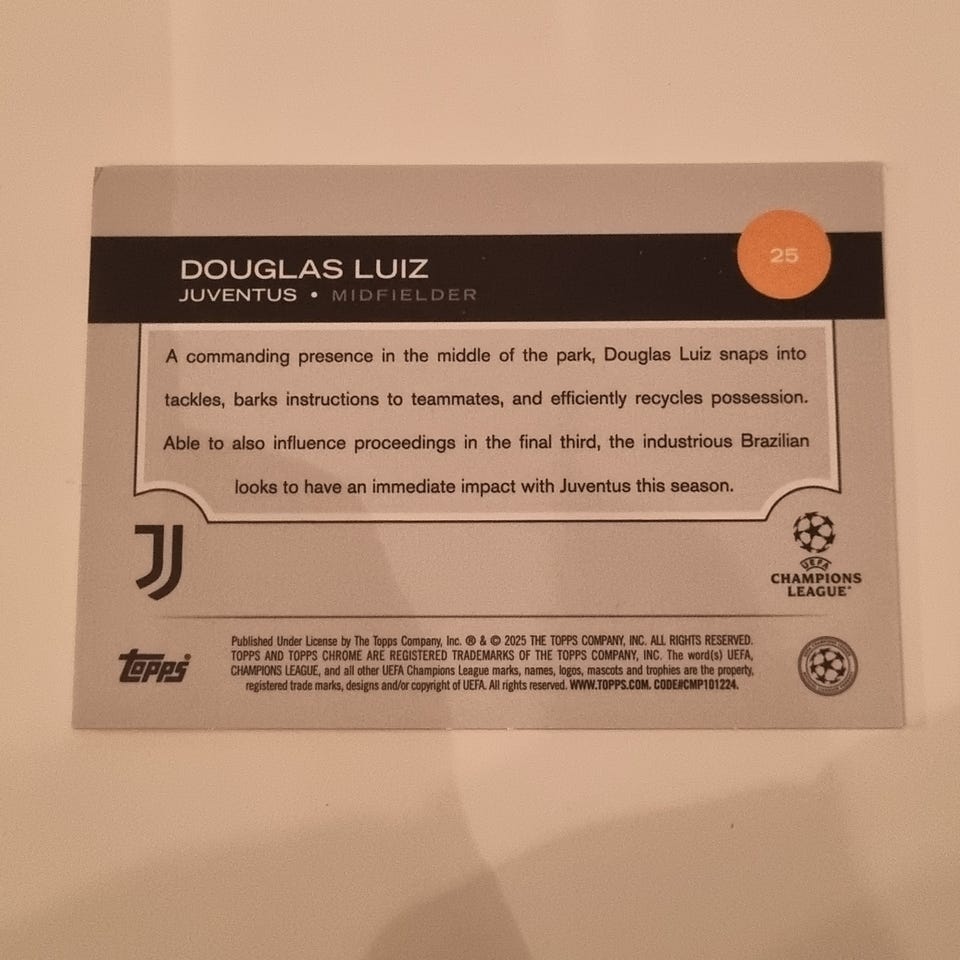 25
DOUGLAS LUIZ
JUVENTUS • MIDFIELDER
A commanding presence in the middle of the park, Douglas Luiz snaps into
tackles, barks instructions to teammates, and efficiently recycles possession.
Able to also influence proceedings in the final third, the industrious Brazilian
looks to have an immediate impact with Juventus this season.
UEFA
CHAMPIONS
LEAGUE®
Topps®
Published Under License by The Topps Company, Inc. ® & © 2025 THE TOPPS COMPANY, INC. ALL RIGHTS RESERVED.
TOPPS AND TOPPS CHROME ARE REGISTERED TRADEMARKS OF THE TOPPS COMPANY, INC. The word(s) UEFA,
CHAMPIONS LEAGUE, and all other UEFA Champions League marks, names, logos, mascots and trophies are the property,
registered trade marks, designs and/or copyright of UEFA. All rights reserved. WWW.TOPPS.COM. CODE#CMP101224.